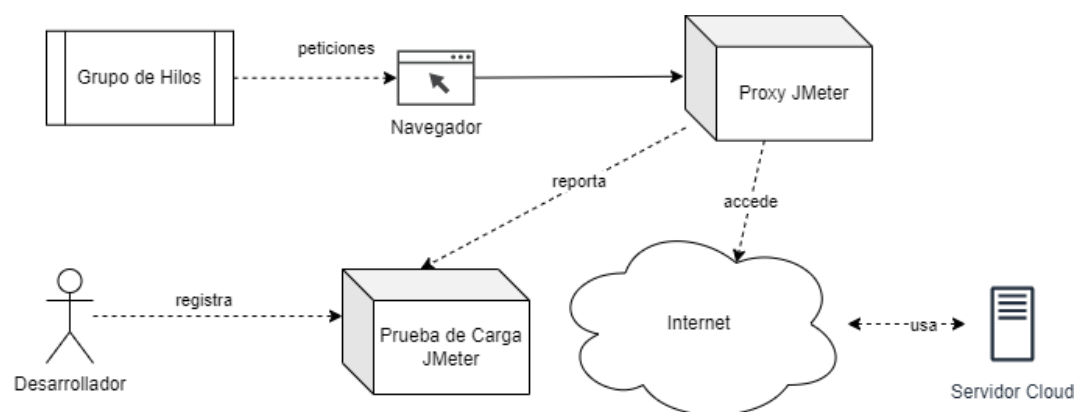 peticiones
Grupo de Hilos
Navegador
Proxy JMeter
reporta
accede
registra
Prueba de Carga
JMeter
Internet
usa
Desarrollador
Servidor Cloud